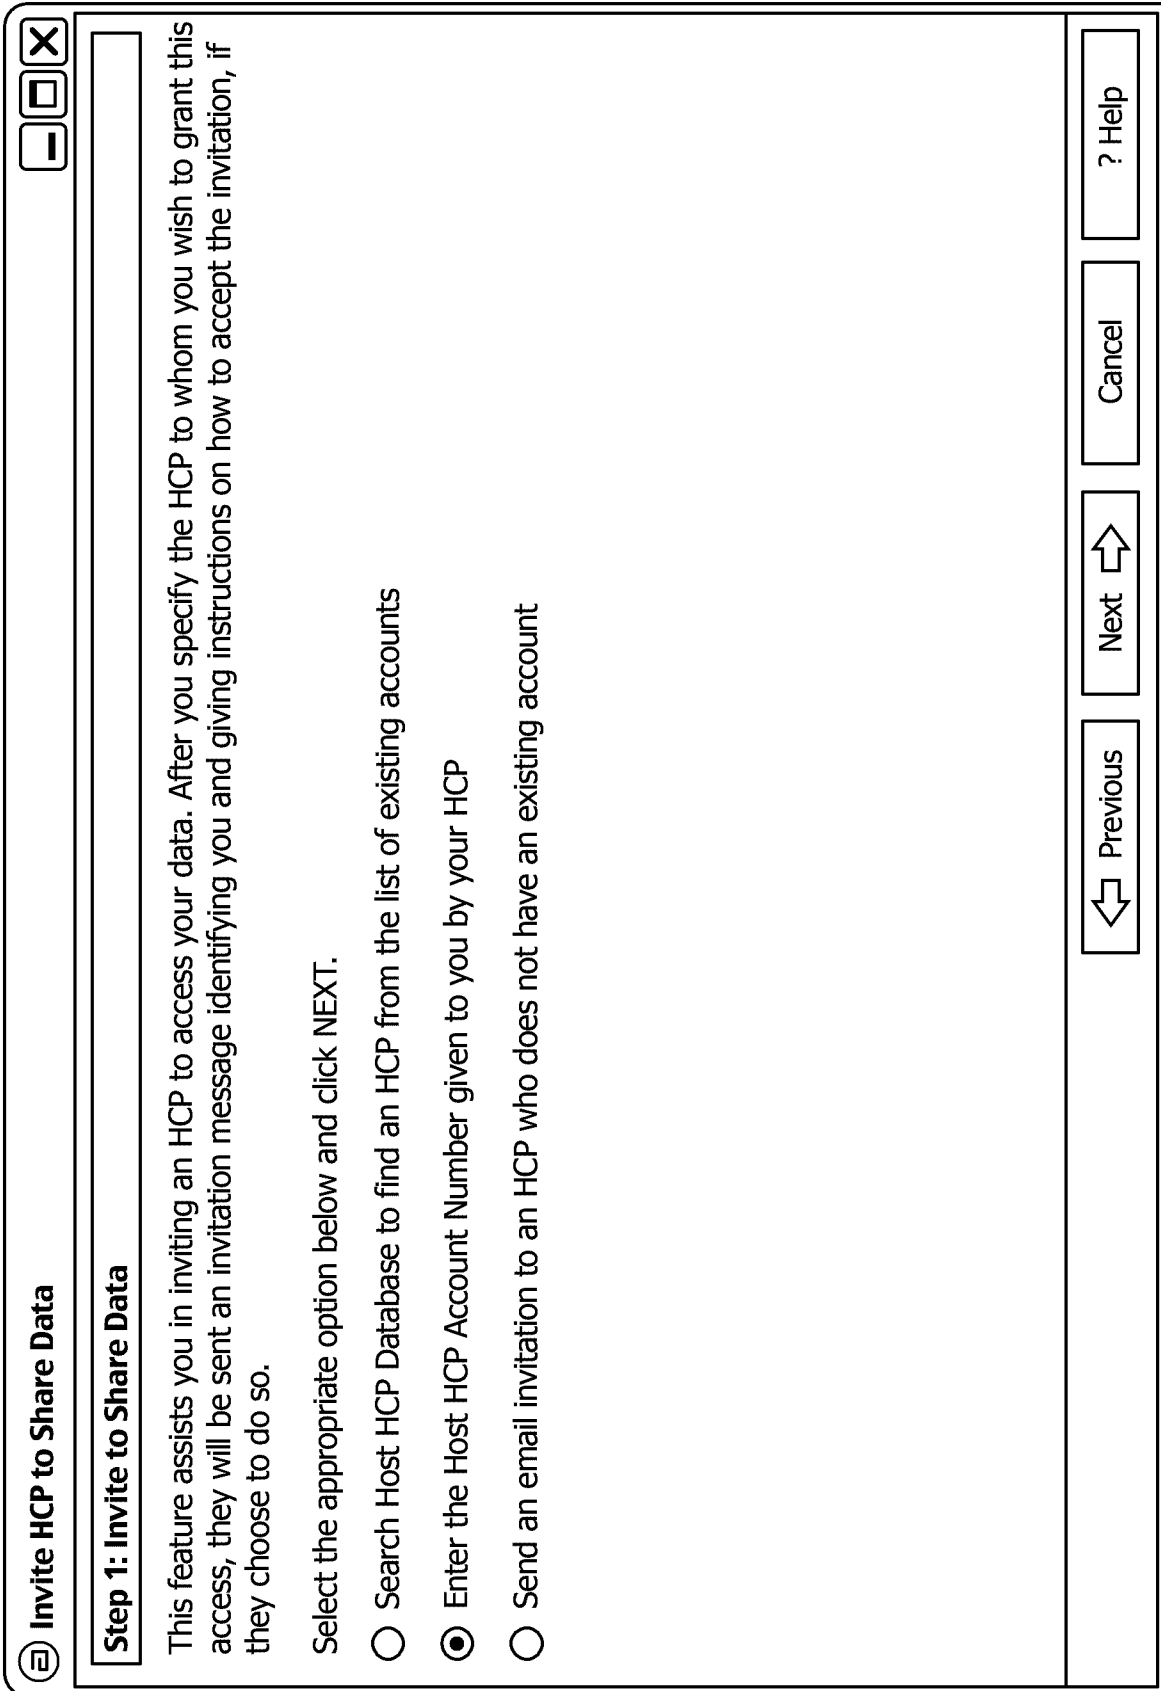 Invite HCP to Share Data
Step 1: Invite to Share Data
This feature assists you in inviting an HCP to access your data. After you specify the HCP to whom you wish to grant this
access, they will be sent an invitation message identifying you and giving instructions on how to accept the invitation, if
they choose to do so.
Select the appropriate option below and click NEXT.
Search Host HCP Database to find an HCP from the list of existing accounts
Enter the Host HCP Account Number given to you by your HCP
Send an email invitation to an HCP who does not have an existing account
Previous
Next
Cancel
? Help